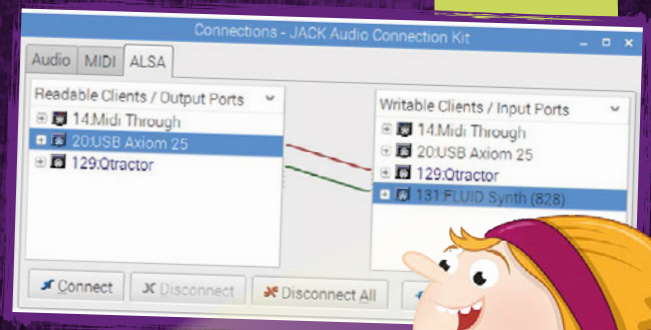 Connections - JACK Audio Connection Kit
Audio MIDI ALSA
Readable Clients / Output Ports
14:Midi Through
20:USB Axiom 25
129:Qtractor
Writable Clients / Input Ports
14:Midi Through
20:USB Axiom 25
129:Qtractor
131:FLUID Synth (828)
Connect Disconnect Disconnect All